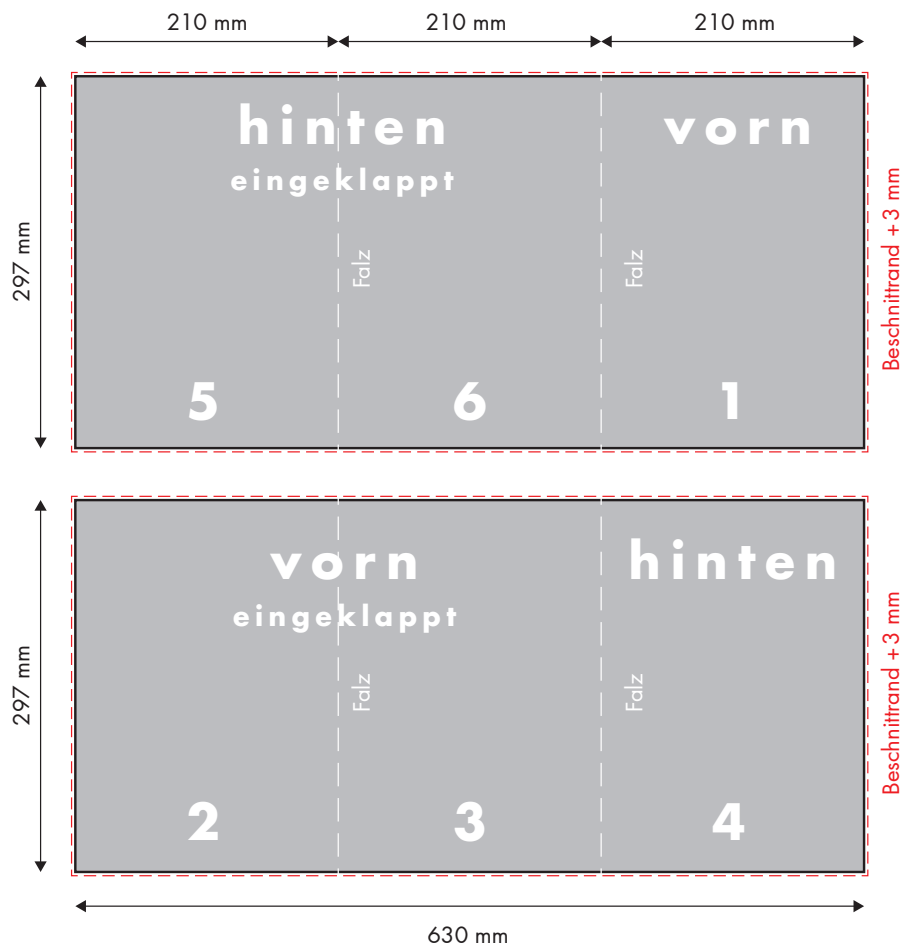 210 mm 210 mm 210 mm
hinten vorn
eingeklappt
297 mm
Falz Falz
Beschnittrand +3 mm
5 6 1
vorn hinten
eingeklappt
297 mm
Falz Falz
Beschnittrand +3 mm
2 3 4
630 mm